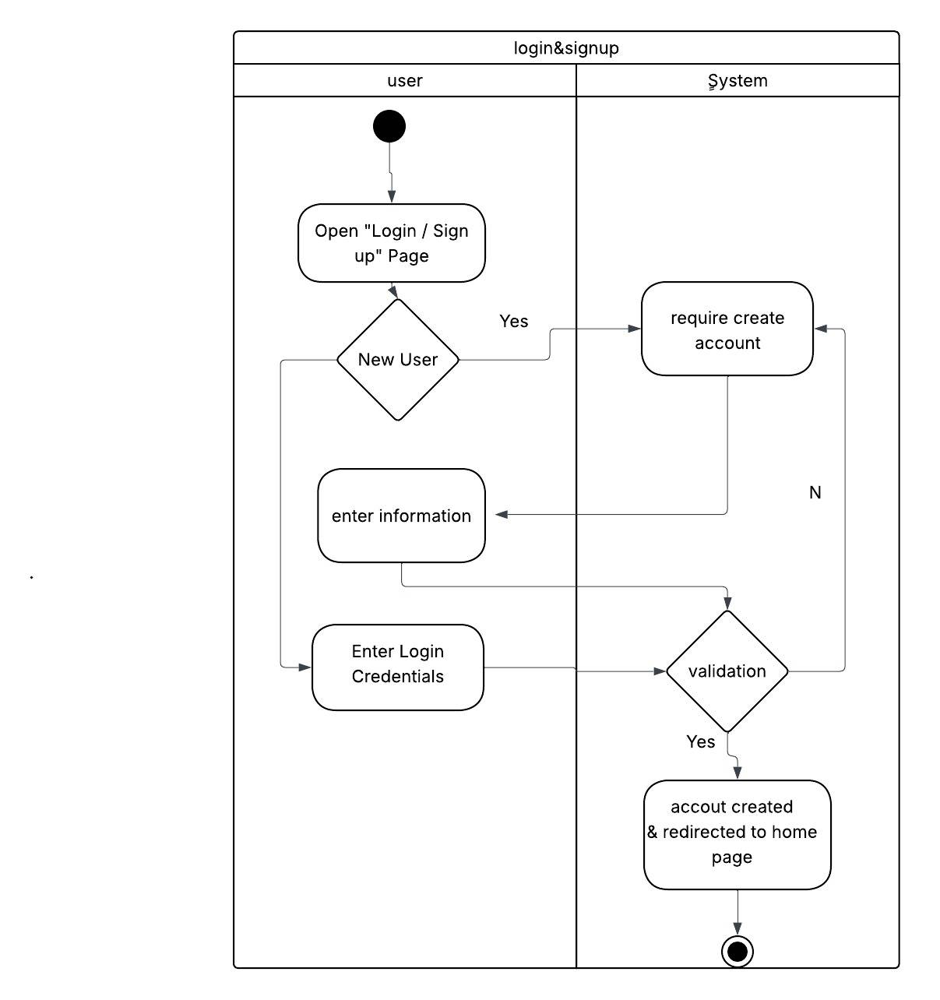 login&signup
user
System
Open "Login / Sign
up" Page
Yes
require create
account
New User
N
enter information
Enter Login
Credentials
validation
Yes
accout created
& redirected to home
page